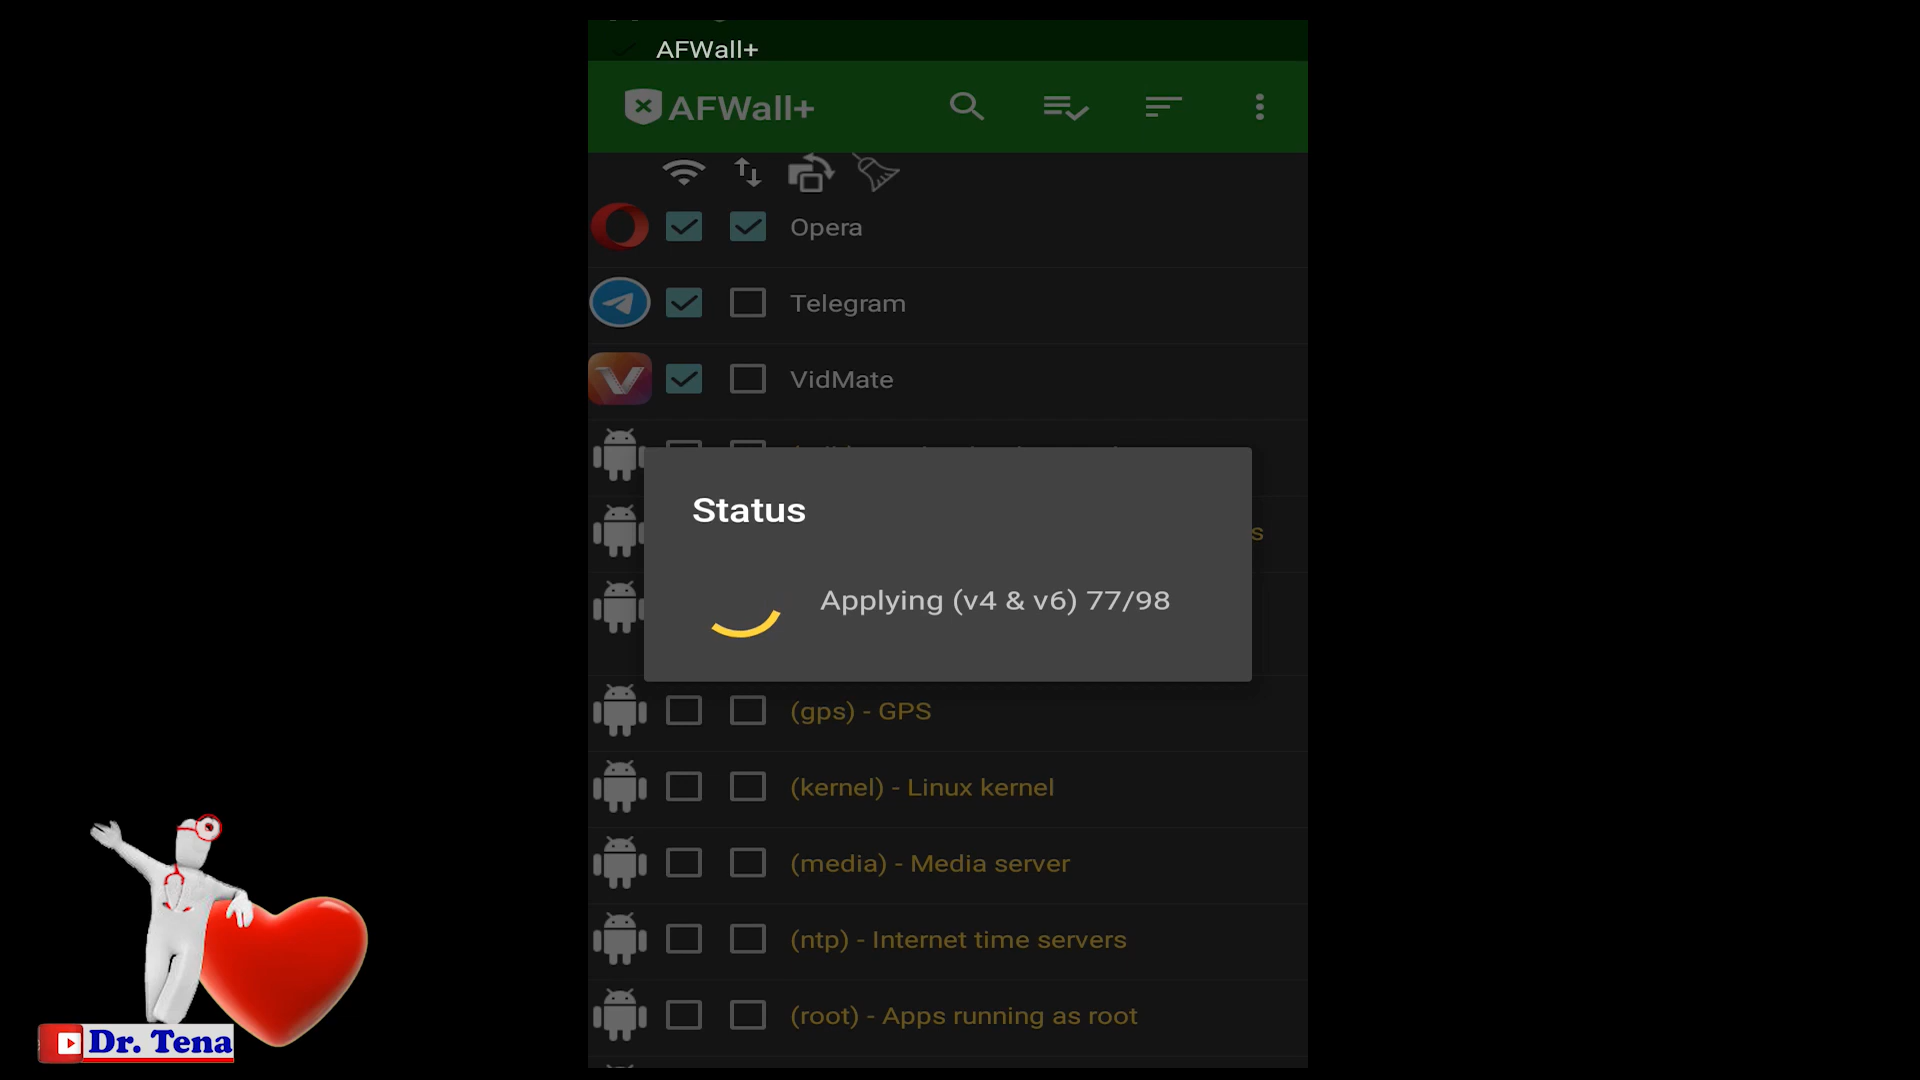 AFWall+
AFWall+
Opera
Telegram
VidMate
s
Status
Applying (v4 & v6) 77/98
(gps) - GPS
(kernel) - Linux kernel
(media) - Media server
(ntp) - Internet time servers
(root) - Apps running as root
Dr. Tena